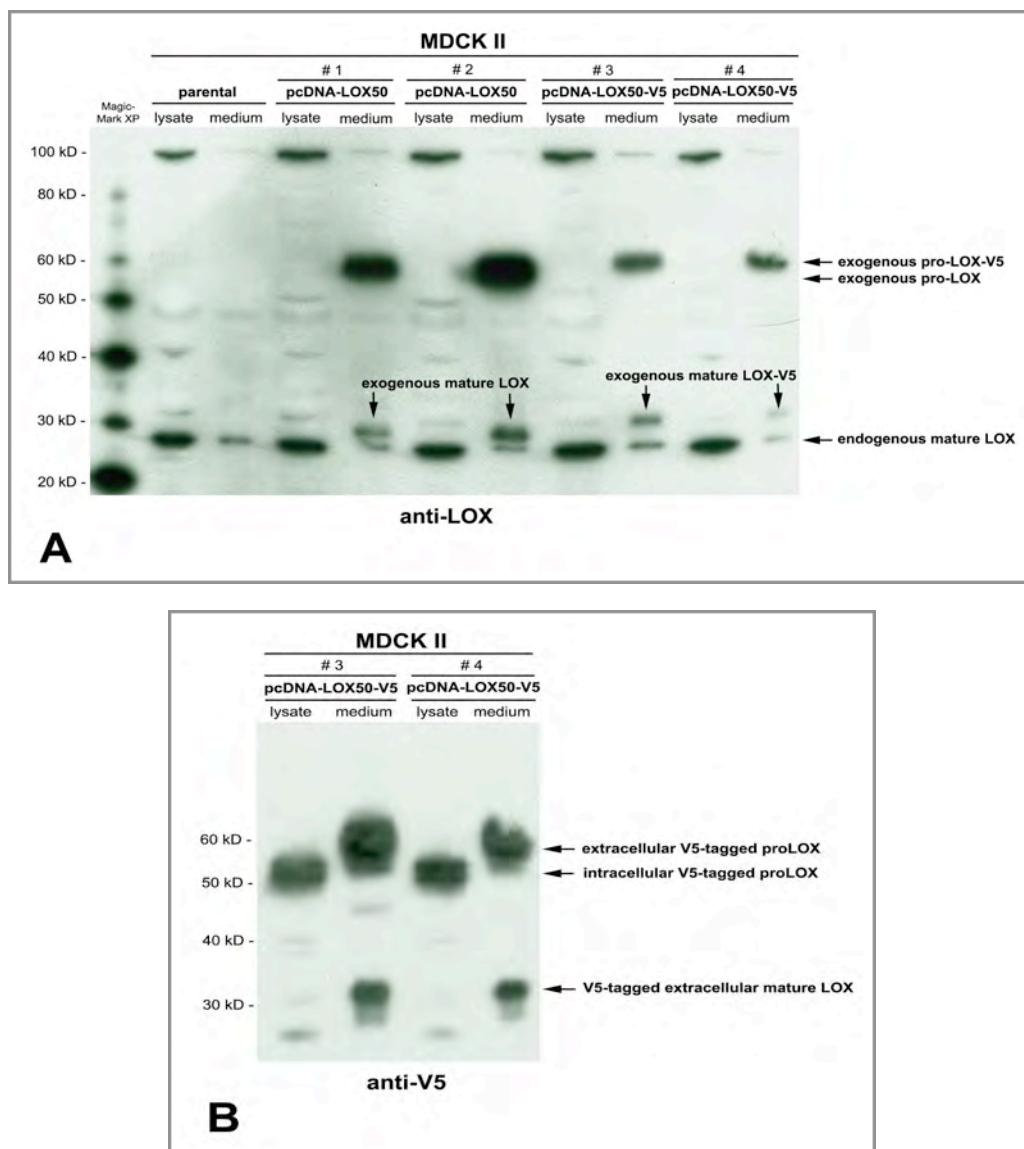 MDCK II
# 1 # 2 # 3 # 4
parental pcDNA-LOX50 pcDNA-LOX50 pcDNA-LOX50-V5 pcDNA-LOX50-V5
Magic-
Mark XP
lysate medium lysate medium lysate medium lysate medium lysate medium
100 kD -
80 kD -
60 kD -
exogenous pro-LOX-V5
exogenous pro-LOX
50 kD -
40 kD -
exogenous mature LOX
exogenous mature LOX-V5
30 kD -
endogenous mature LOX
20 kD -
anti-LOX
A
MDCK II
# 3 # 4
pcDNA-LOX50-V5 pcDNA-LOX50-V5
lysate medium lysate medium
60 kD -
extracellular V5-tagged proLOX
intracellular V5-tagged proLOX
50 kD -
40 kD -
V5-tagged extracellular mature LOX
30 kD -
anti-V5
B